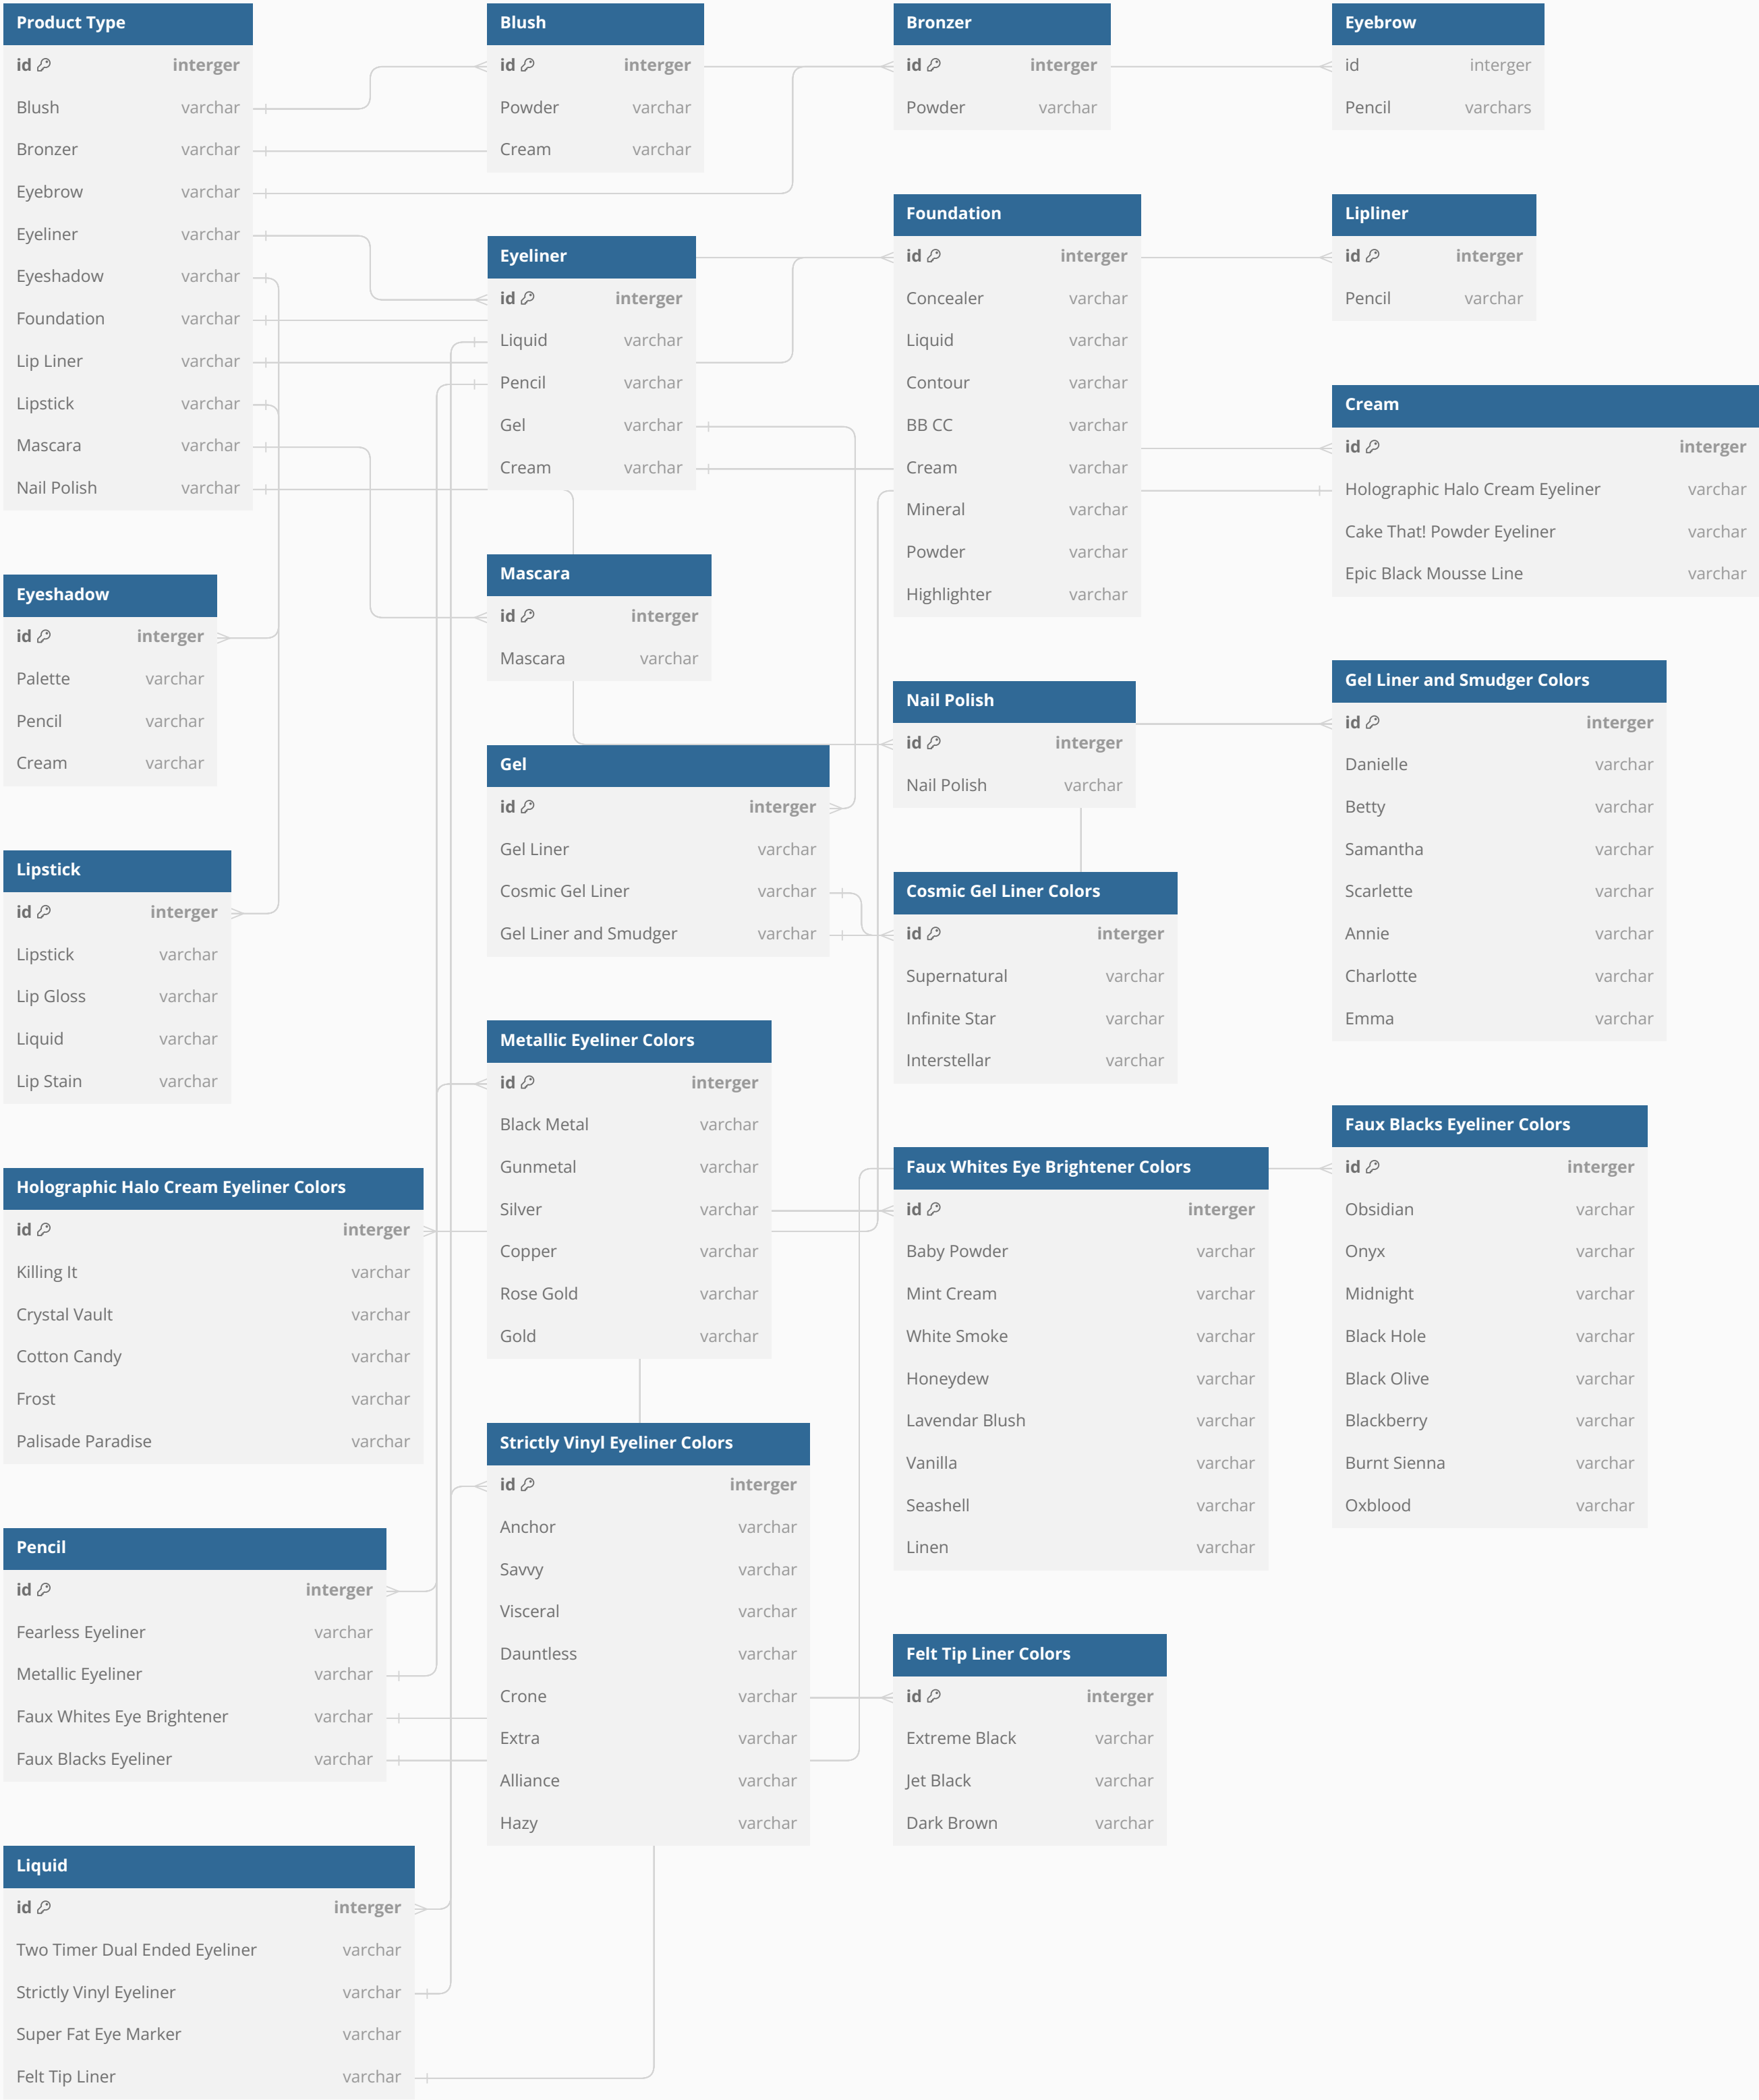 Product Type
id interger
Blush varchar
Bronzer varchar
Eyebrow varchar
Eyeliner varchar
Eyeshadow varchar
Foundation varchar
Lip Liner varchar
Lipstick varchar
Mascara varchar
Nail Polish varchar
Blush
id interger
Powder varchar
Cream varchar
Bronzer
id interger
Powder varchar
Eyebrow
id interger
Pencil varchars
Eyeliner
id interger
Liquid varchar
Pencil varchar
Gel varchar
Cream varchar
Foundation
id interger
Concealer varchar
Liquid varchar
Contour varchar
BB CC varchar
Cream varchar
Mineral varchar
Powder varchar
Highlighter varchar
Lipliner
id interger
Pencil varchar
Cream
id interger
Holographic Halo Cream Eyeliner varchar
Cake That! Powder Eyeliner varchar
Epic Black Mousse Line varchar
Eyeshadow
id interger
Palette varchar
Pencil varchar
Cream varchar
Mascara
id interger
Mascara varchar
Nail Polish
id interger
Nail Polish varchar
Gel Liner and Smudger Colors
id interger
Danielle varchar
Betty varchar
Samantha varchar
Scarlette varchar
Annie varchar
Charlotte varchar
Emma varchar
Lipstick
id interger
Lipstick varchar
Lip Gloss varchar
Liquid varchar
Lip Stain varchar
Gel
id interger
Gel Liner varchar
Cosmic Gel Liner varchar
Gel Liner and Smudger varchar
Cosmic Gel Liner Colors
id interger
Supernatural varchar
Infinite Star varchar
Interstellar varchar
Holographic Halo Cream Eyeliner Colors
id interger
Killing It varchar
Crystal Vault varchar
Cotton Candy varchar
Frost varchar
Palisade Paradise varchar
Metallic Eyeliner Colors
id interger
Black Metal varchar
Gunmetal varchar
Silver varchar
Copper varchar
Rose Gold varchar
Gold varchar
Faux Whites Eye Brightener Colors
id interger
Baby Powder varchar
Mint Cream varchar
White Smoke varchar
Honeydew varchar
Lavendar Blush varchar
Vanilla varchar
Seashell varchar
Linen varchar
Faux Blacks Eyeliner Colors
id interger
Obsidian varchar
Onyx varchar
Midnight varchar
Black Hole varchar
Black Olive varchar
Blackberry varchar
Burnt Sienna varchar
Oxblood varchar
Pencil
id interger
Fearless Eyeliner varchar
Metallic Eyeliner varchar
Faux Whites Eye Brightener varchar
Faux Blacks Eyeliner varchar
Strictly Vinyl Eyeliner Colors
id interger
Anchor varchar
Savvy varchar
Visceral varchar
Dauntless varchar
Crone varchar
Extra varchar
Alliance varchar
Hazy varchar
Felt Tip Liner Colors
id interger
Extreme Black varchar
Jet Black varchar
Dark Brown varchar
Liquid
id interger
Two Timer Dual Ended Eyeliner varchar
Strictly Vinyl Eyeliner varchar
Super Fat Eye Marker varchar
Felt Tip Liner varchar